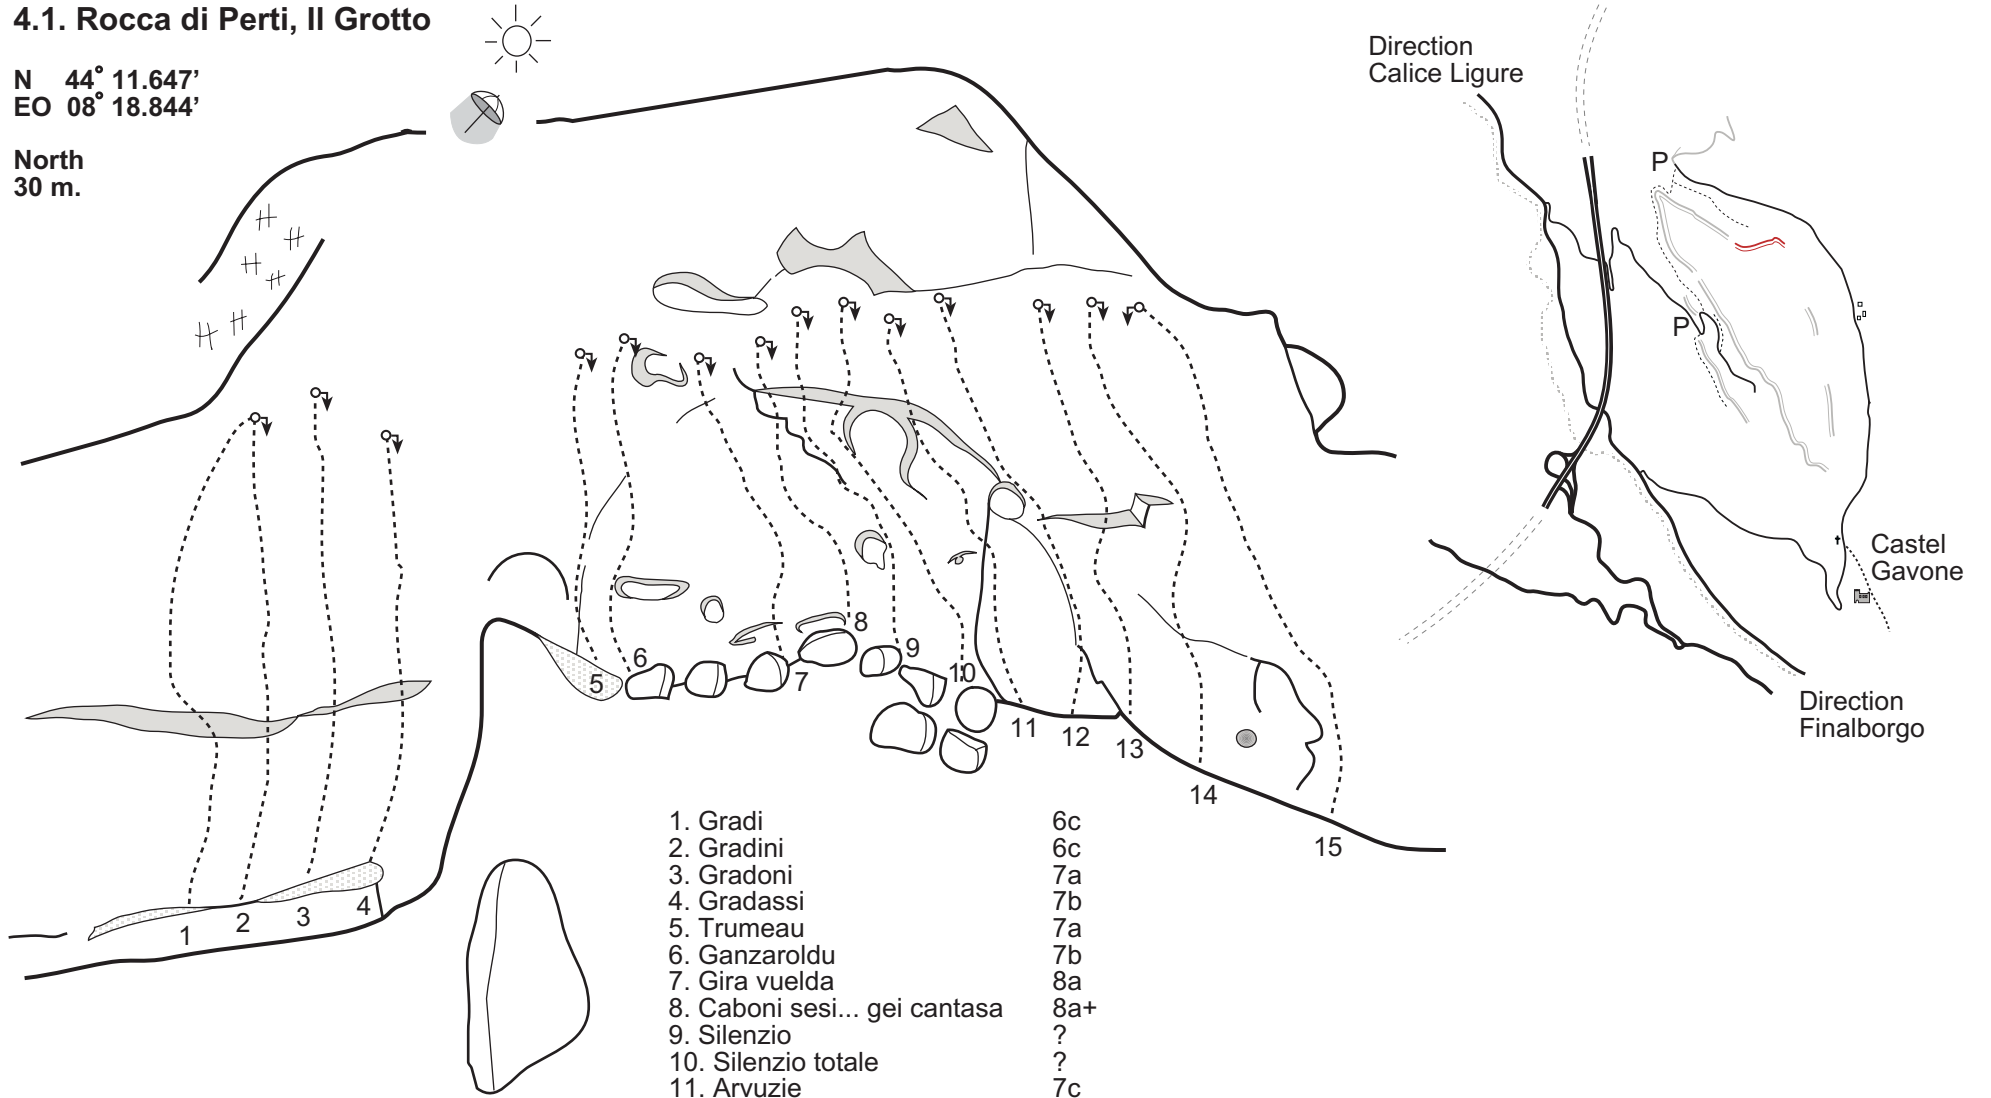 4.1. Rocca di Perti, Il Grotto
N 44° 11.647’
EO 08° 18.844’
North
30 m.
Direction
Calice Ligure
P
P
Castel
Gavone
Direction
Finalborgo
1
2
3
4
5
6
7
8
9
10
11
12
13
14
15
1. Gradi 6c
2. Gradini 6c
3. Gradoni 7a
4. Gradassi 7b
5. Trumeau 7a
6. Ganzaroldu 7b
7. Gira vuelda 8a
8. Caboni sesi... gei cantasa 8a+
9. Silenzio ?
10. Silenzio totale ?
11. Arvuzie 7c